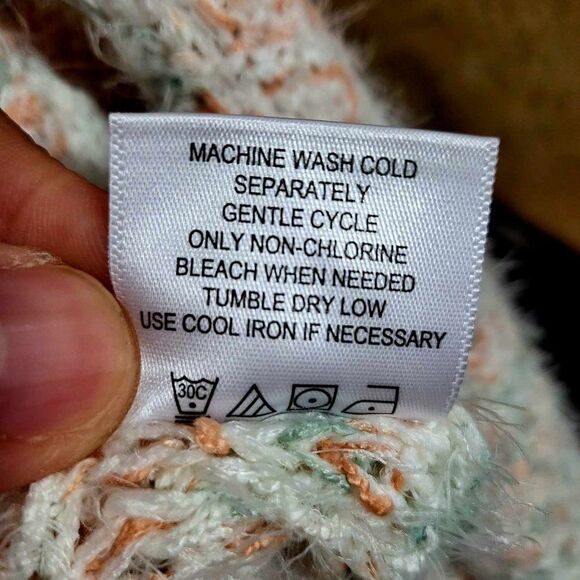 MACHINE WASH COLD
SEPARATELY
GENTLE CYCLE
ONLY NON-CHLORINE
BLEACH WHEN NEEDED
TUMBLE DRY LOW
USE COOL IRON IF NECESSARY
30C